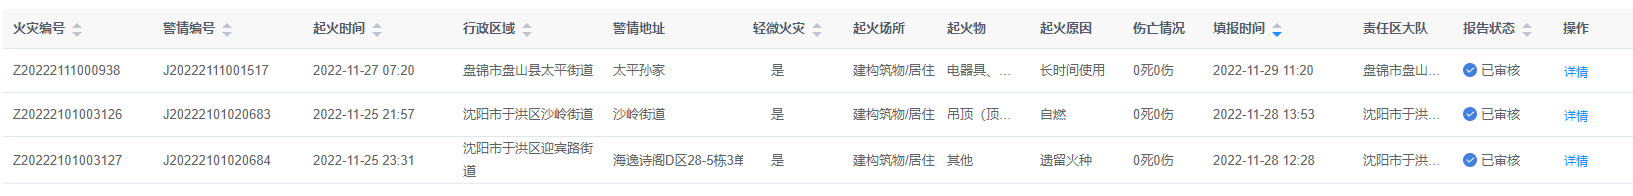 火灾编号 警情编号 起火时间 行政区域 警情地址 轻微火灾 起火场所 起火物 起火原因 伤亡情况 填报时间 责任区大队 报告状态 操作
Z20222111000938 J20222111001517 2022-11-27 07:20 盘锦市盘山县太平街道 太平孙家 是 建构筑物/居住 电器具、... 长时间使用 0死0伤 2022-11-29 11:20 盘锦市盘山... 已审核 详情
Z20222101003126 J20222101020683 2022-11-25 21:57 沈阳市于洪区沙岭街道 沙岭街道 是 建构筑物/居住 吊顶（顶... 自燃 0死0伤 2022-11-28 13:53 沈阳市于洪... 已审核 详情
Z20222101003127 J20222101020684 2022-11-25 23:31 沈阳市于洪区迎宾路街 海逸诗阁D区28-5栋3单 是 建构筑物/居住 其他 遗留火种 0死0伤 2022-11-28 12:28 沈阳市于洪... 已审核 详情
道